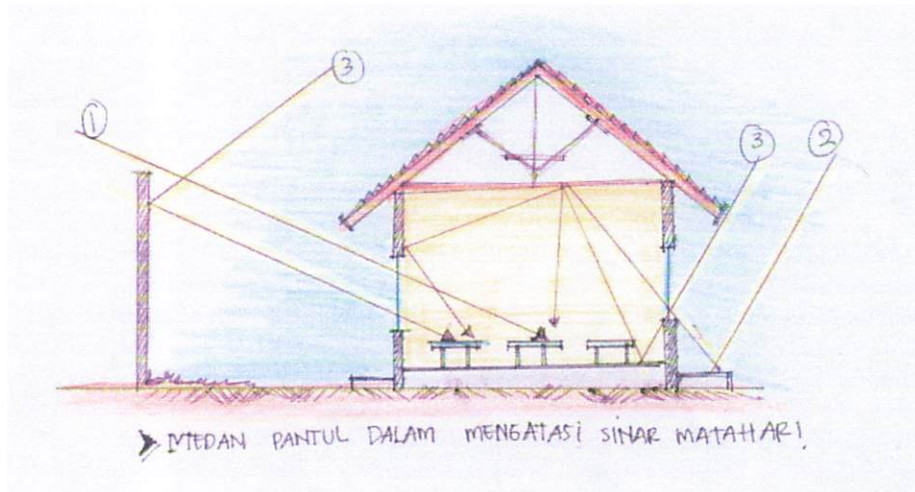 3
1
3
2
MEDAN PANTUL DALAM MENGATASI SINAR MATAHARI